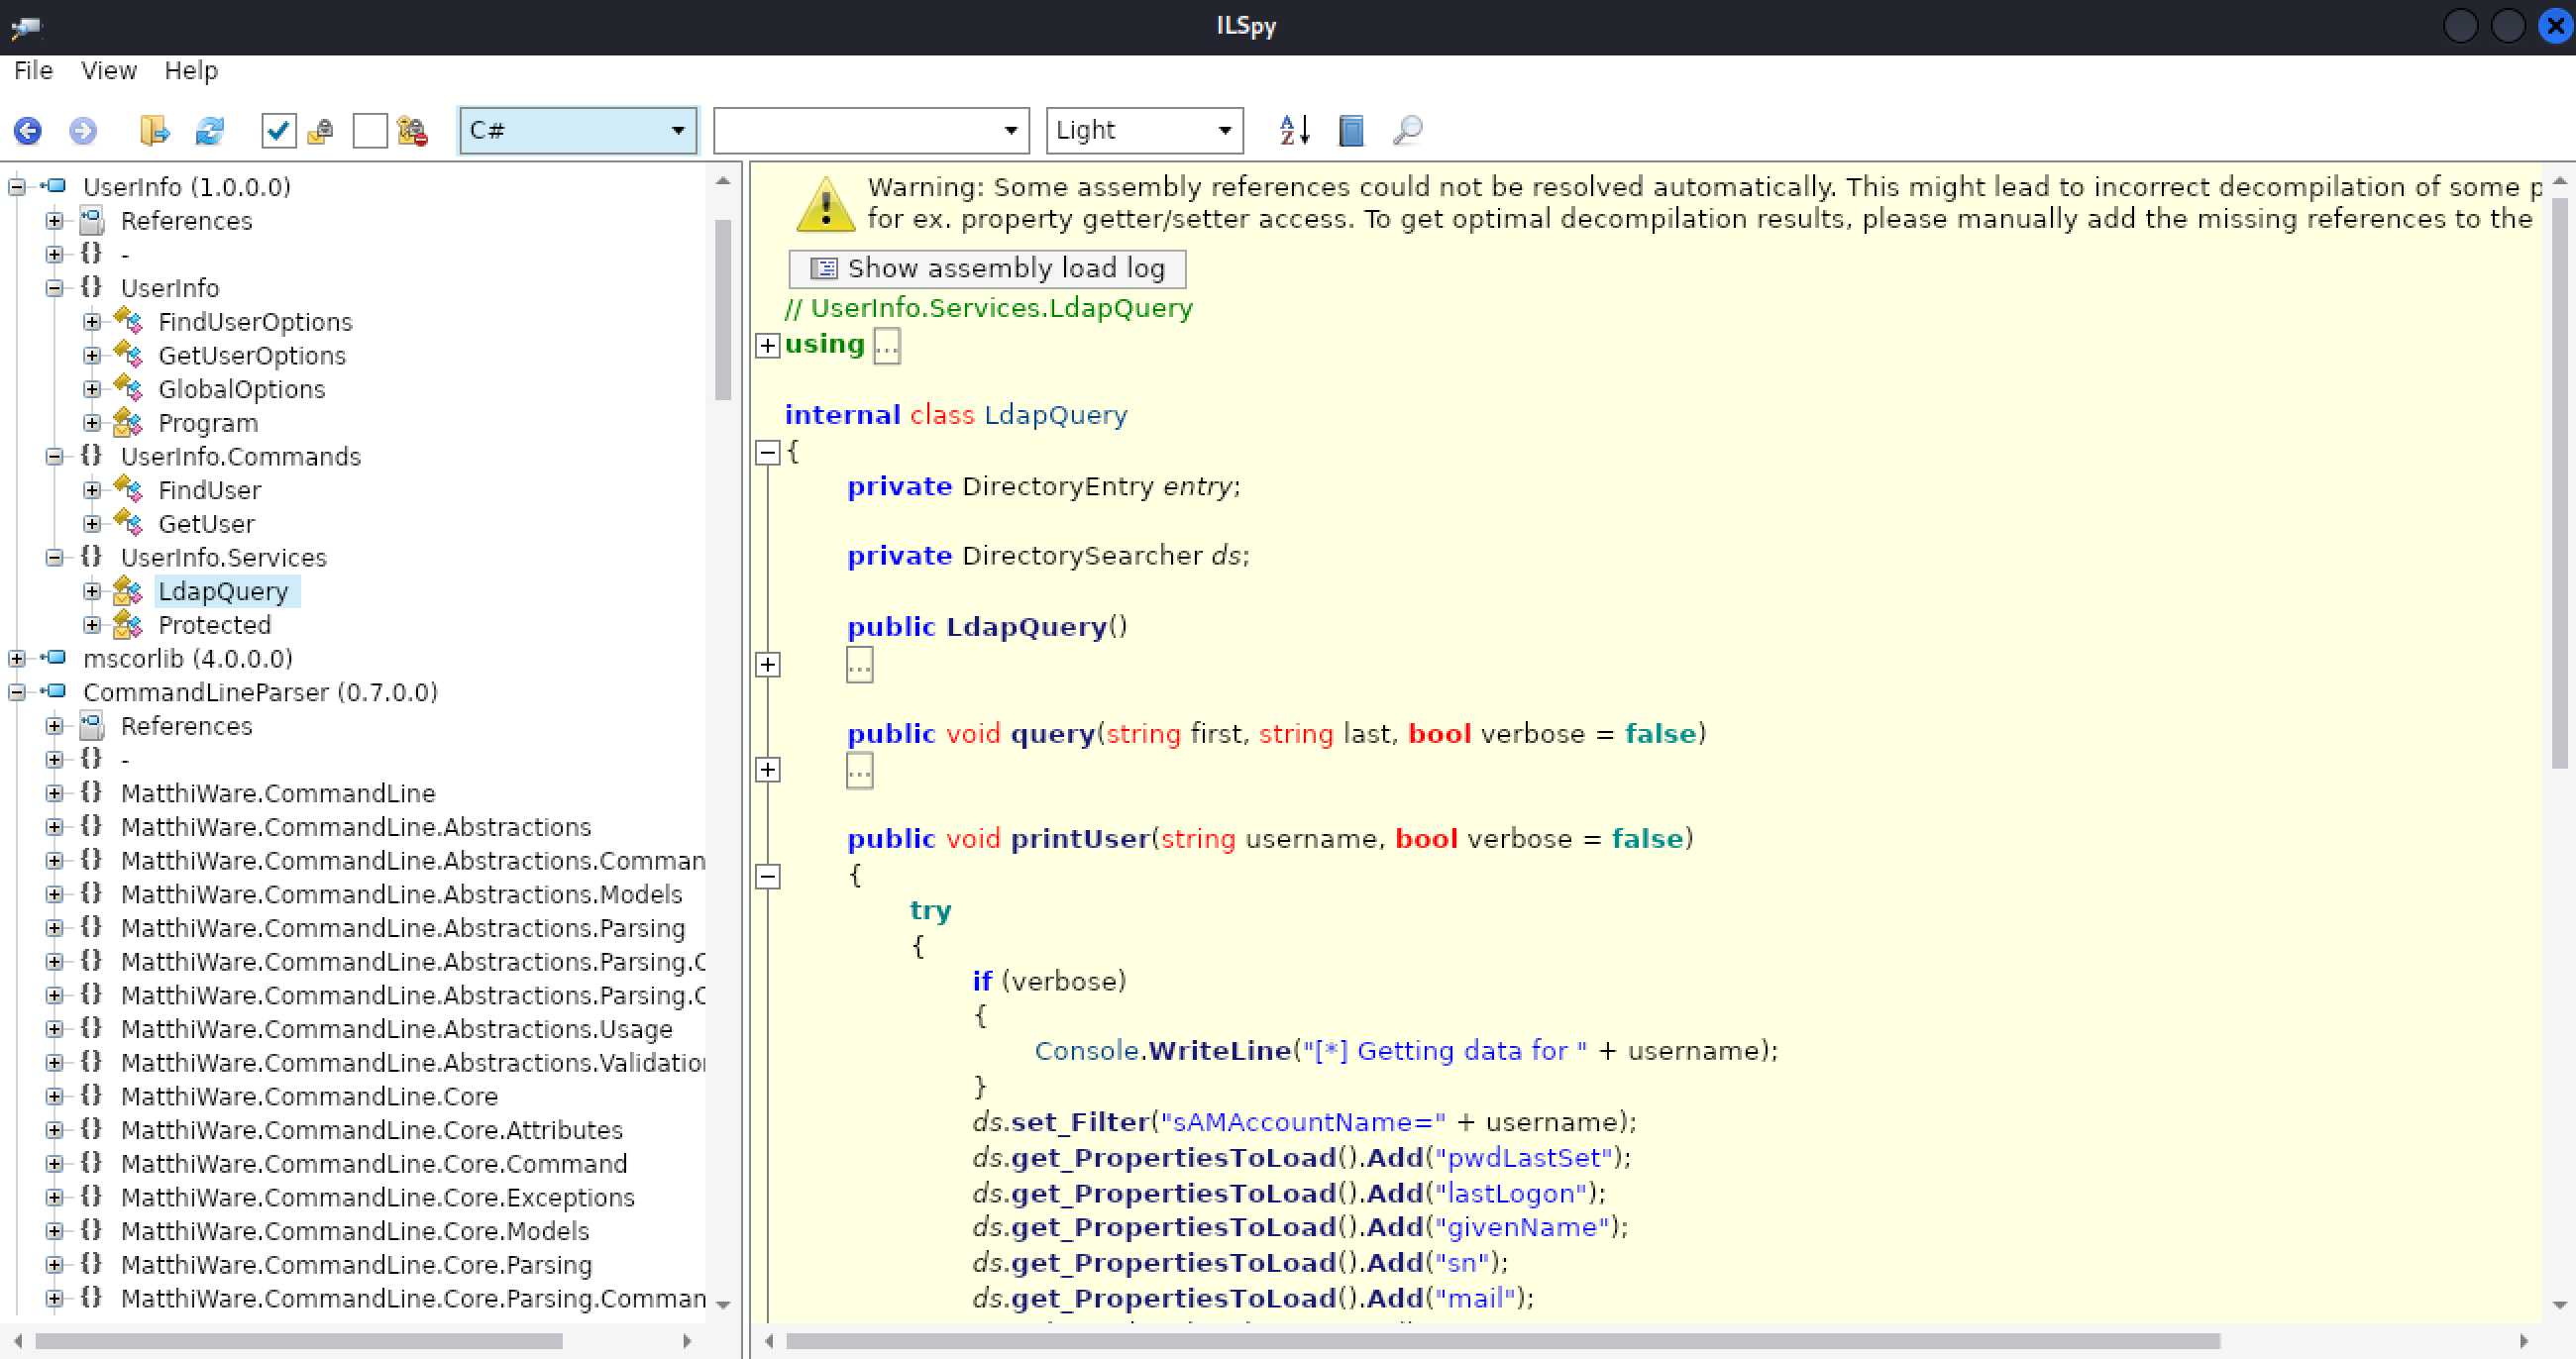 ILSpy
File View Help
C# Light
UserInfo (1.0.0.0)
References
{} -
{} UserInfo
FindUserOptions
GetUserOptions
GlobalOptions
Program
{} UserInfo.Commands
FindUser
GetUser
{} UserInfo.Services
LdapQuery
Protected
mscorlib (4.0.0.0)
CommandLineParser (0.7.0.0)
References
{} -
{} MatthiWare.CommandLine
{} MatthiWare.CommandLine.Abstractions
{} MatthiWare.CommandLine.Abstractions.Comman
{} MatthiWare.CommandLine.Abstractions.Models
{} MatthiWare.CommandLine.Abstractions.Parsing
{} MatthiWare.CommandLine.Abstractions.Parsing.C
{} MatthiWare.CommandLine.Abstractions.Parsing.C
{} MatthiWare.CommandLine.Abstractions.Usage
{} MatthiWare.CommandLine.Abstractions.Validatio
{} MatthiWare.CommandLine.Core
{} MatthiWare.CommandLine.Core.Attributes
{} MatthiWare.CommandLine.Core.Command
{} MatthiWare.CommandLine.Core.Exceptions
{} MatthiWare.CommandLine.Core.Models
{} MatthiWare.CommandLine.Core.Parsing
{} MatthiWare.CommandLine.Core.Parsing.Comman
Warning: Some assembly references could not be resolved automatically. This might lead to incorrect decompilation of some p
for ex. property getter/setter access. To get optimal decompilation results, please manually add the missing references to the
Show assembly load log
// UserInfo.Services.LdapQuery
using ...
internal class LdapQuery
{
private DirectoryEntry entry;
private DirectorySearcher ds;
public LdapQuery()
...
public void query(string first, string last, bool verbose = false)
...
public void printUser(string username, bool verbose = false)
{
try
{
if (verbose)
{
Console.WriteLine("[*] Getting data for " + username);
}
ds.set_Filter("sAMAccountName=" + username);
ds.get_PropertiesToLoad().Add("pwdLastSet");
ds.get_PropertiesToLoad().Add("lastLogon");
ds.get_PropertiesToLoad().Add("givenName");
ds.get_PropertiesToLoad().Add("sn");
ds.get_PropertiesToLoad().Add("mail");